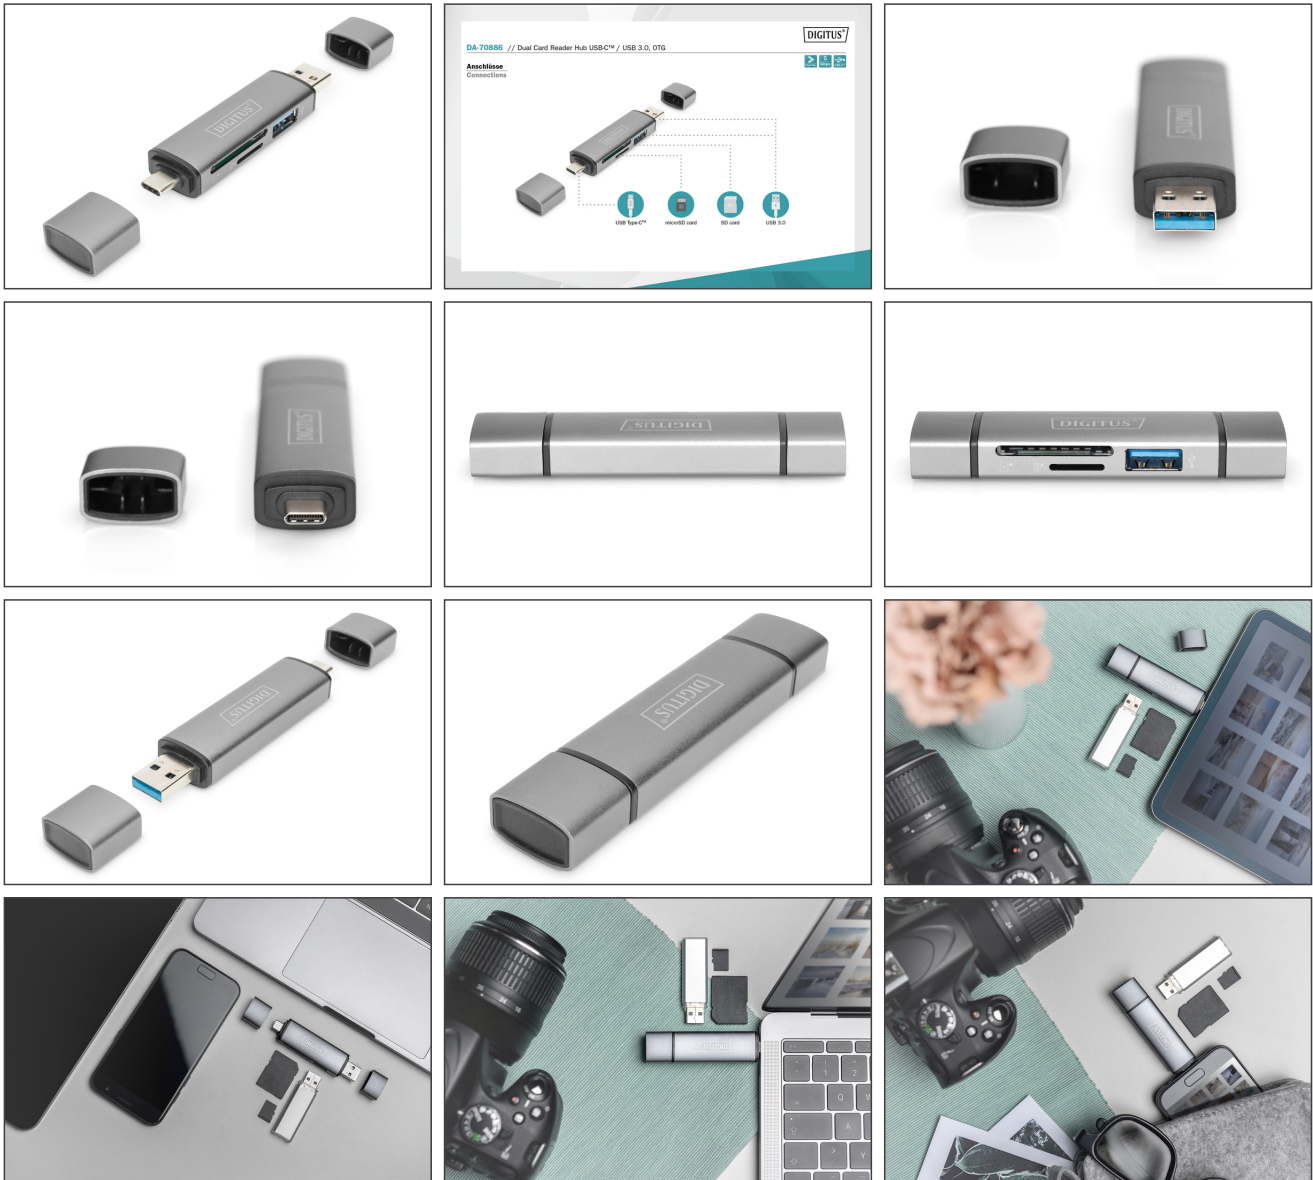 DIGITUS®
DIGITUS®
DA-70886 // Dual Card Reader Hub USB-C™ / USB 3.0, OTG
Anschlüsse
Connections
USB Type-C™
microSD card
SD card
USB 3.0
DIGITUS®
DIGITUS®
DIGITUS®
DIGITUS®
DIGITUS®
DIGITUS®